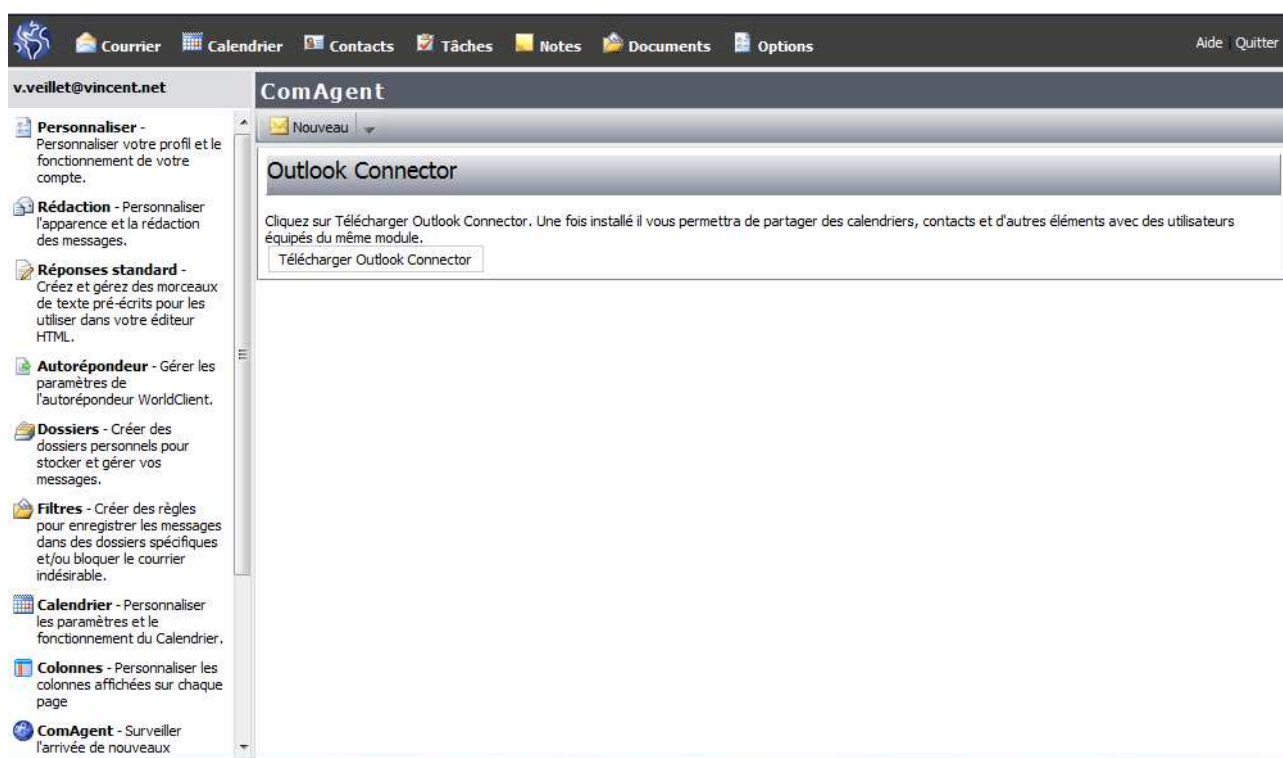 Courrier Calendrier Contacts Tâches Notes Documents Options Aide Quitter
v.veillet@vincent.net
Personnaliser -
Personnaliser votre profil et le
fonctionnement de votre
compte.
Rédaction - Personnaliser
l'apparence et la rédaction
des messages.
Réponses standard -
Créez et gérez des morceaux
de texte pré-écrits pour les
utiliser dans votre éditeur
HTML.
Autorépondeur - Gérer les
paramètres de
l'autorépondeur WorldClient.
Dossiers - Créer des
dossiers personnels pour
stocker et gérer vos
messages.
Filtres - Créer des règles
pour enregistrer les messages
dans des dossiers spécifiques
et/ou bloquer le courrier
indésirable.
Calendrier - Personnaliser
les paramètres et le
fonctionnement du Calendrier.
Colonnes - Personnaliser les
colonnes affichées sur chaque
page
ComAgent - Surveiller
l'arrivée de nouveaux
ComAgent
Nouveau
Outlook Connector
Cliquez sur Télécharger Outlook Connector. Une fois installé il vous permettra de partager des calendriers, contacts et d'autres éléments avec des utilisateurs
équipés du même module.
Télécharger Outlook Connector